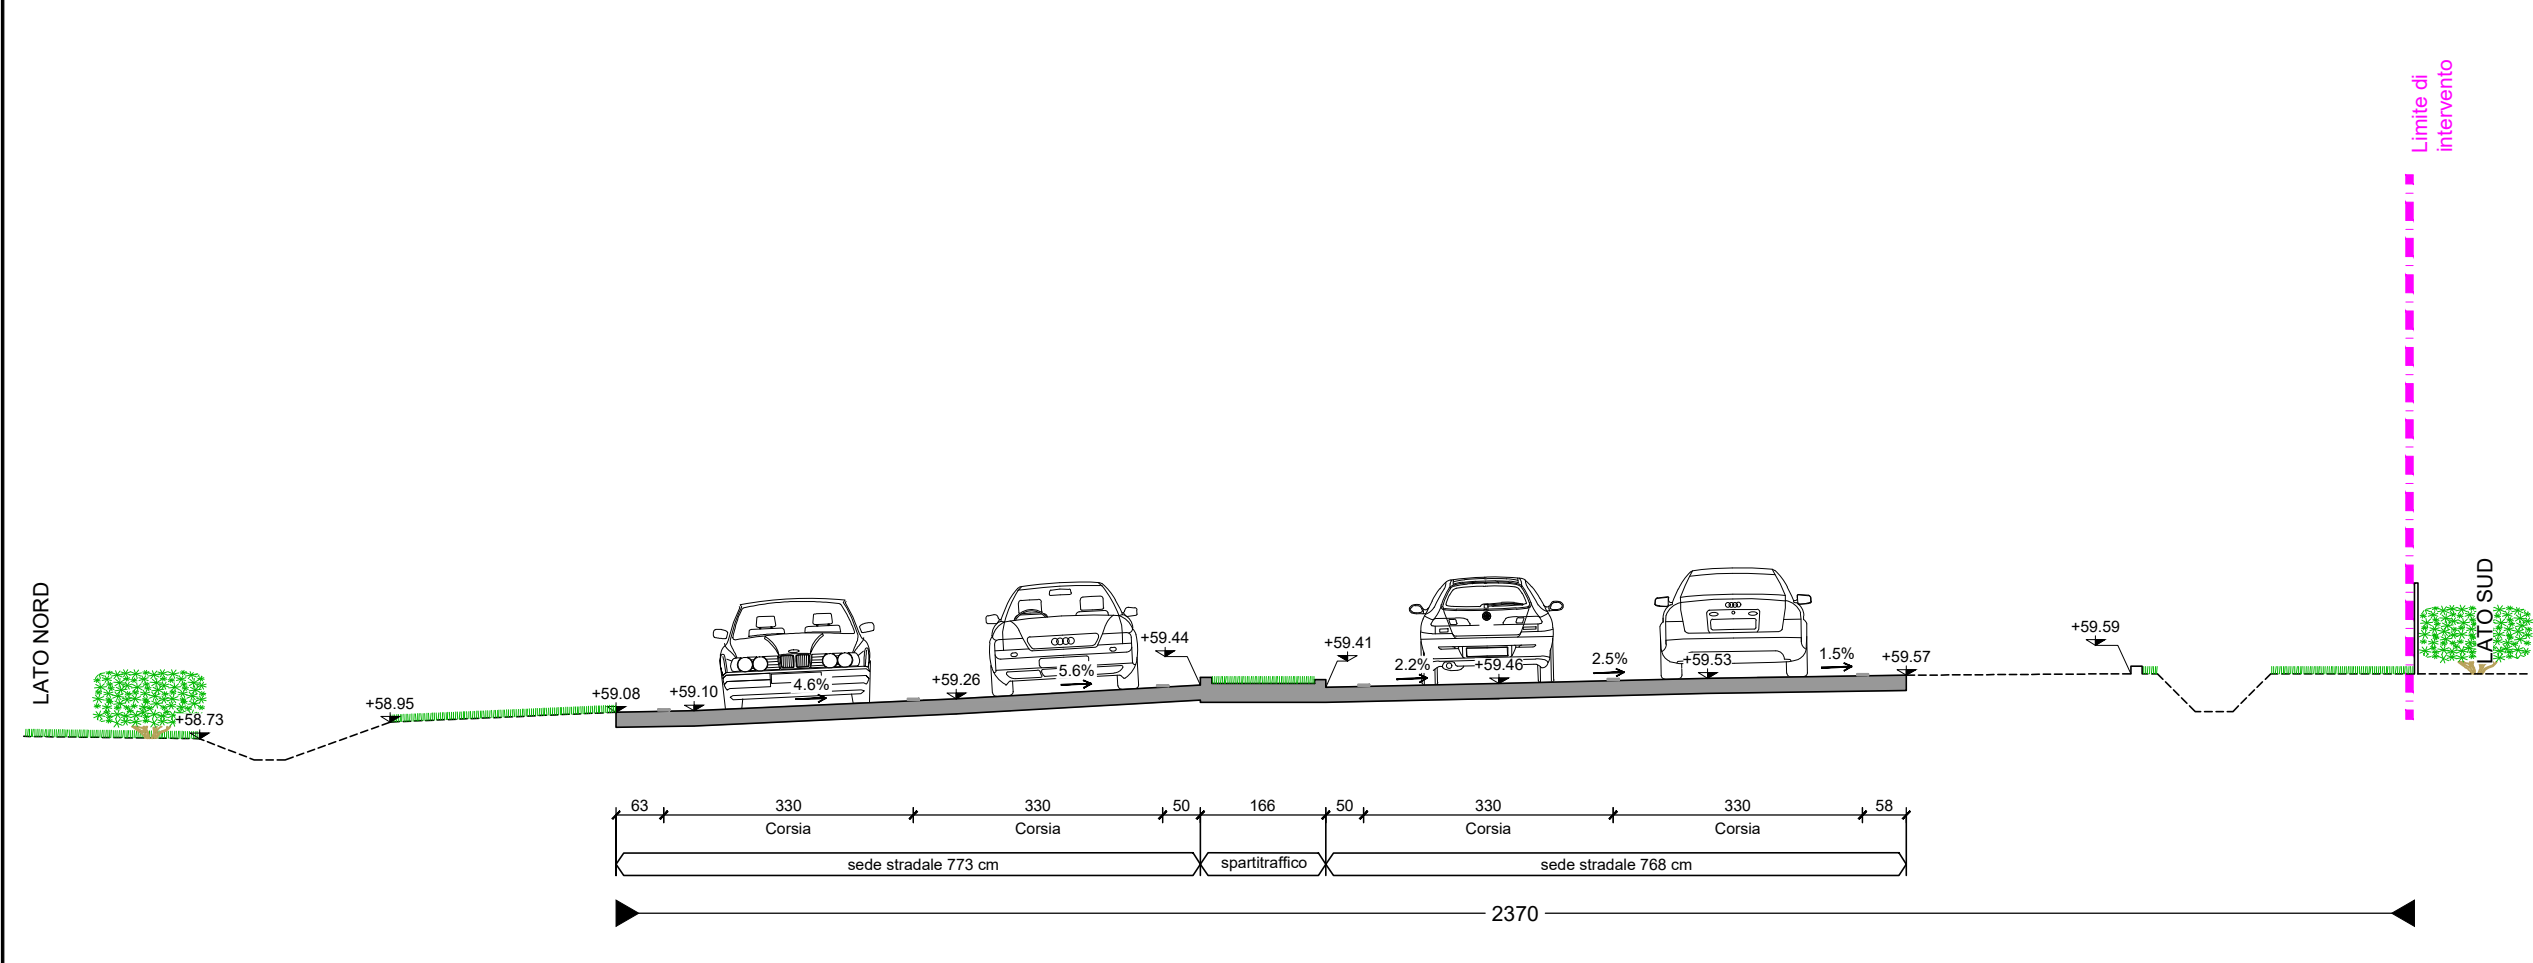 Limite di
intervento
LATO NORD
LATO SUD
+58.73
+58.95
+59.08
+59.10
4.6%
+59.26
5.6%
+59.44
+59.41
2.2%
+59.46
2.5%
+59.53
1.5%
+59.57
+59.59
63 330 330 50 166 50 330 330 58
Corsia Corsia Corsia Corsia
sede stradale 773 cm spartitraffico sede stradale 768 cm
2370